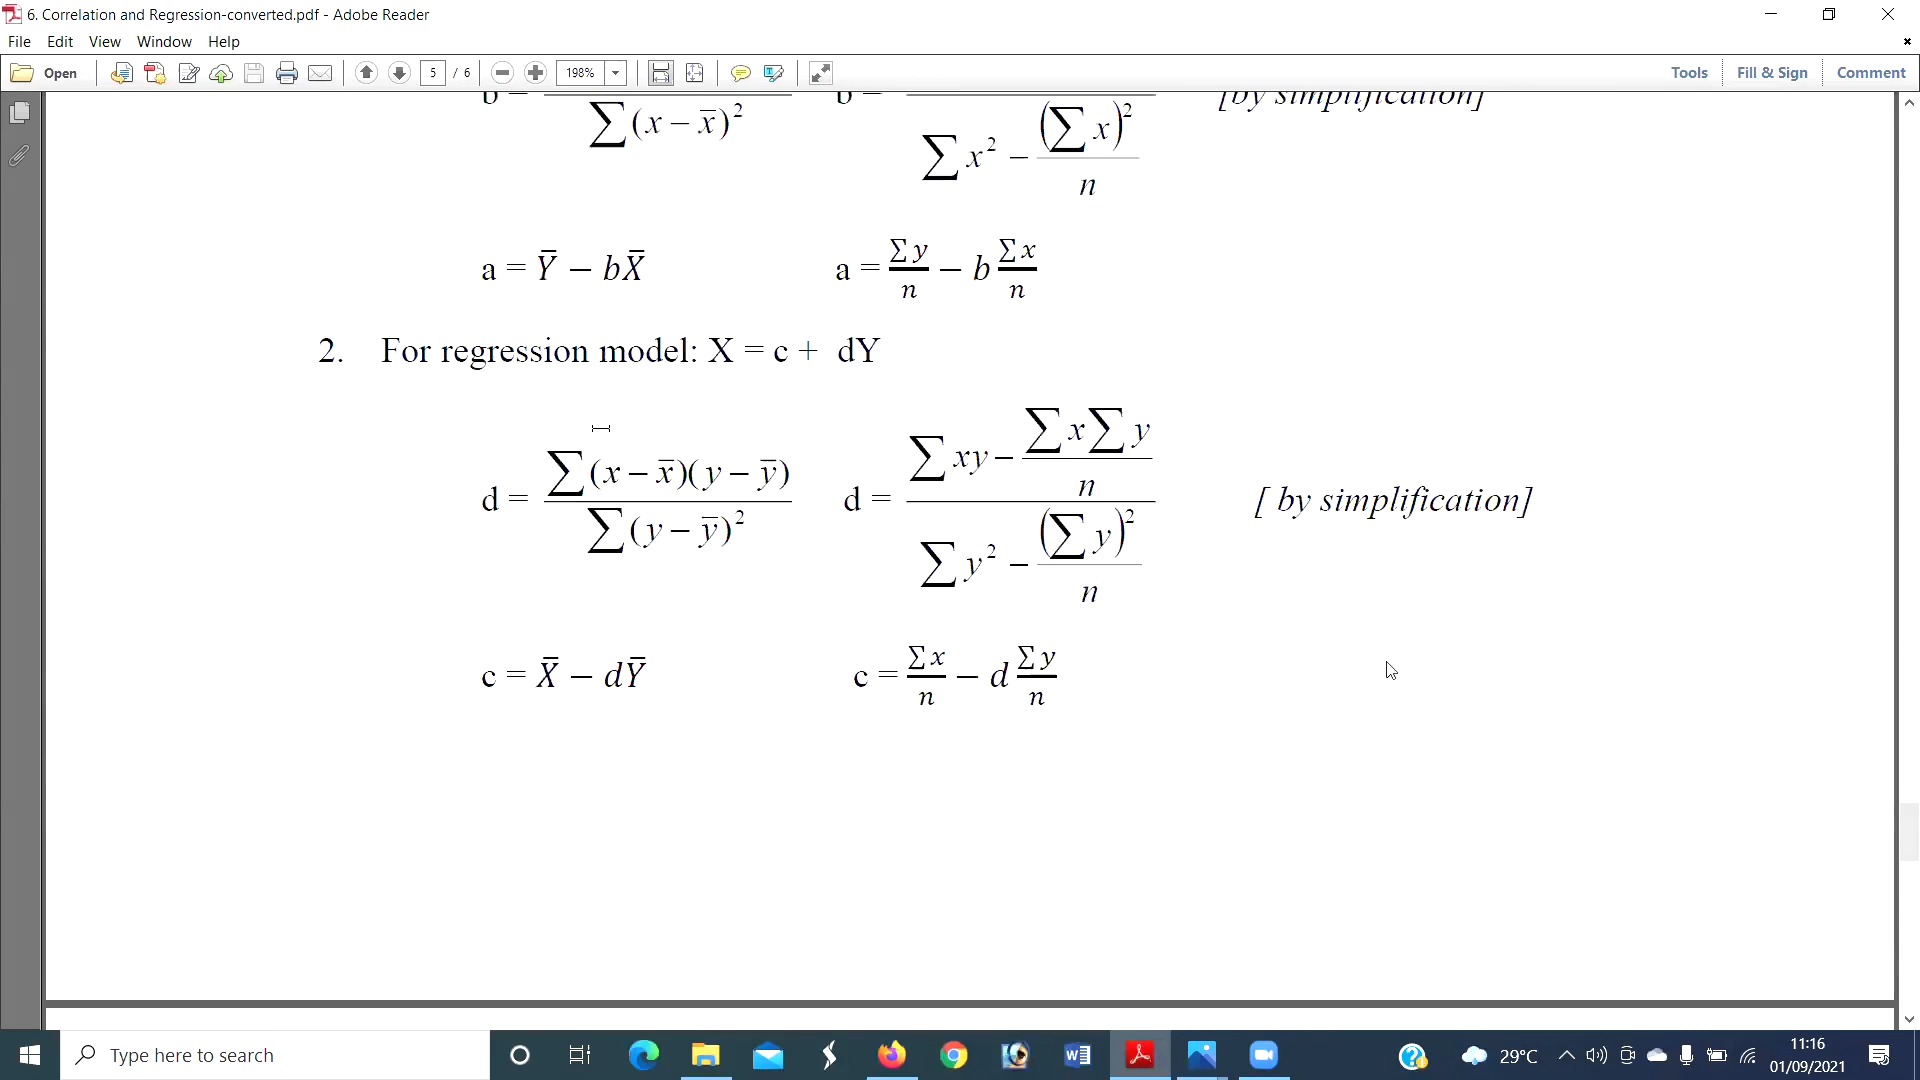 6. Correlation and Regression-converted.pdf - Adobe Reader
File Edit View Window Help
Open 5 / 6 198% Tools Fill & Sign Comment
b = ∑(x − x̄)² b = ∑x² − (∑x)²/n [by simplification]
a = Ȳ − bX̄ a = ∑y/n − b ∑x/n
2. For regression model: X = c + dY
d = ∑(x − x̄)(y − ȳ) / ∑(y − ȳ)² d = (∑xy − ∑x∑y/n) / (∑y² − (∑y)²/n) [ by simplification]
c = X̄ − dȲ c = ∑x/n − d ∑y/n
Type here to search
29°C
11:16
01/09/2021